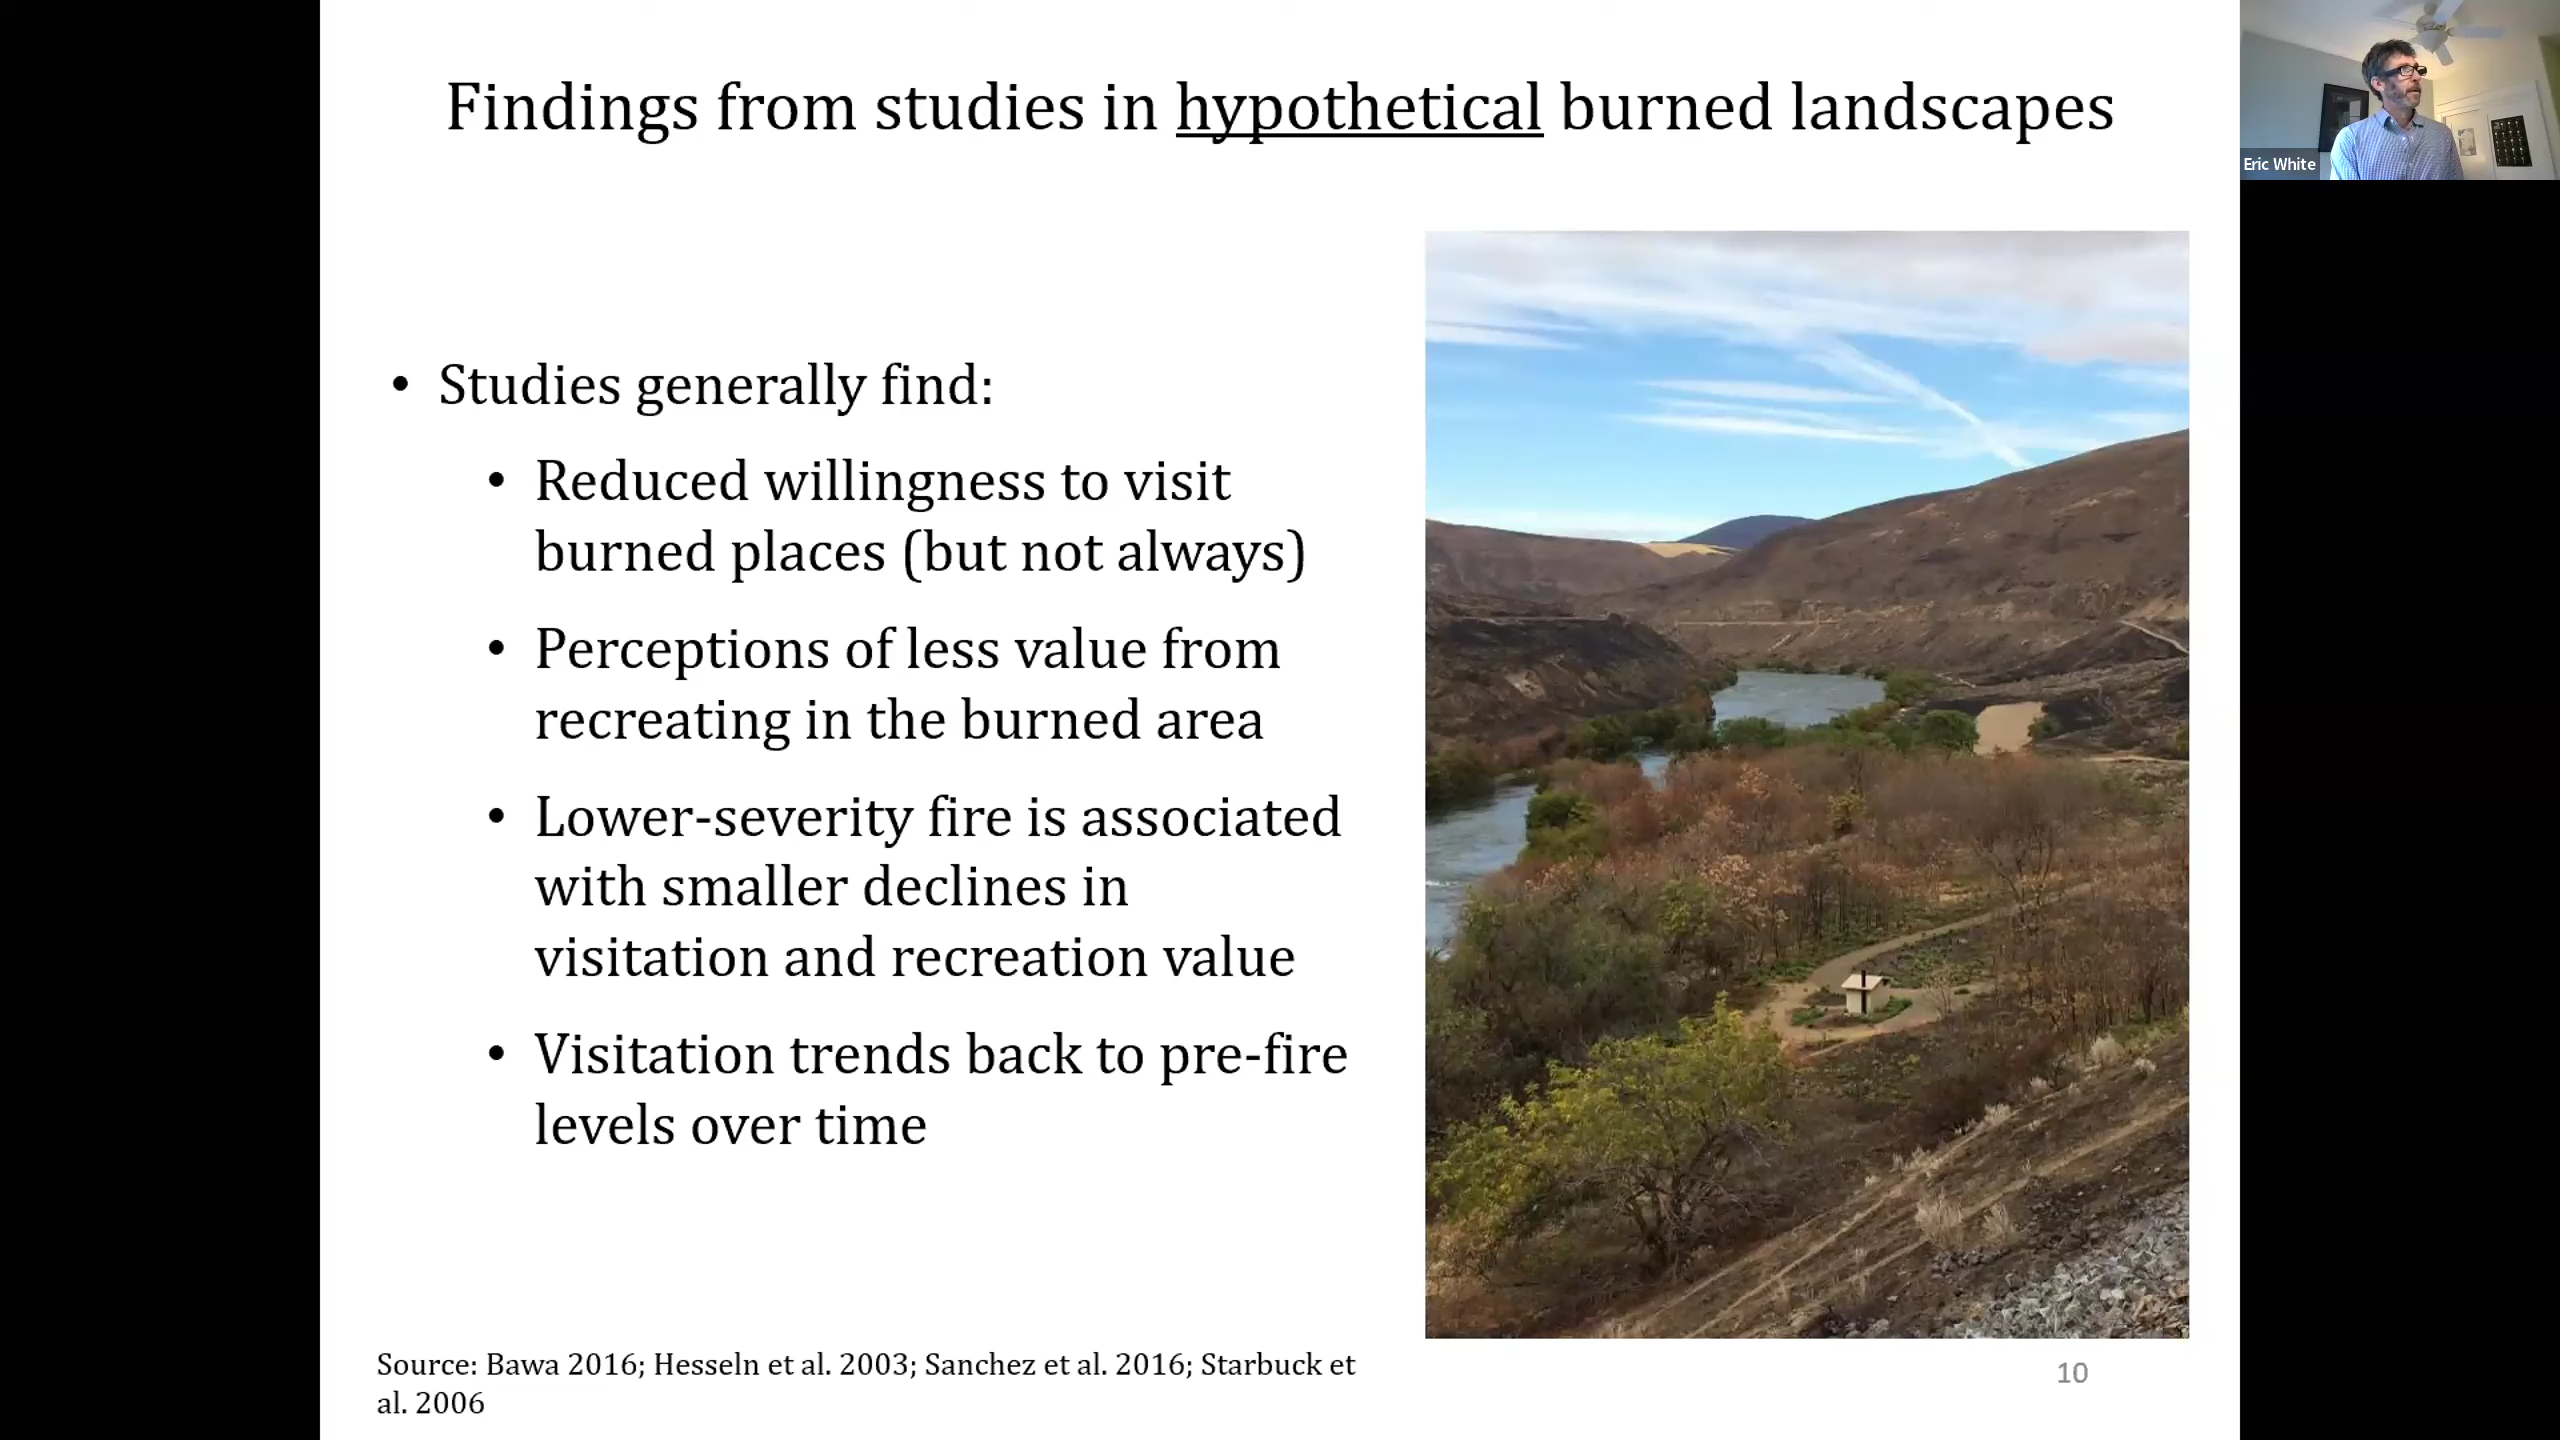 Findings from studies in hypothetical burned landscapes
Eric White
• Studies generally find:
• Reduced willingness to visit
burned places (but not always)
• Perceptions of less value from
recreating in the burned area
• Lower-severity fire is associated
with smaller declines in
visitation and recreation value
• Visitation trends back to pre-fire
levels over time
Source: Bawa 2016; Hesseln et al. 2003; Sanchez et al. 2016; Starbuck et
al. 2006
10